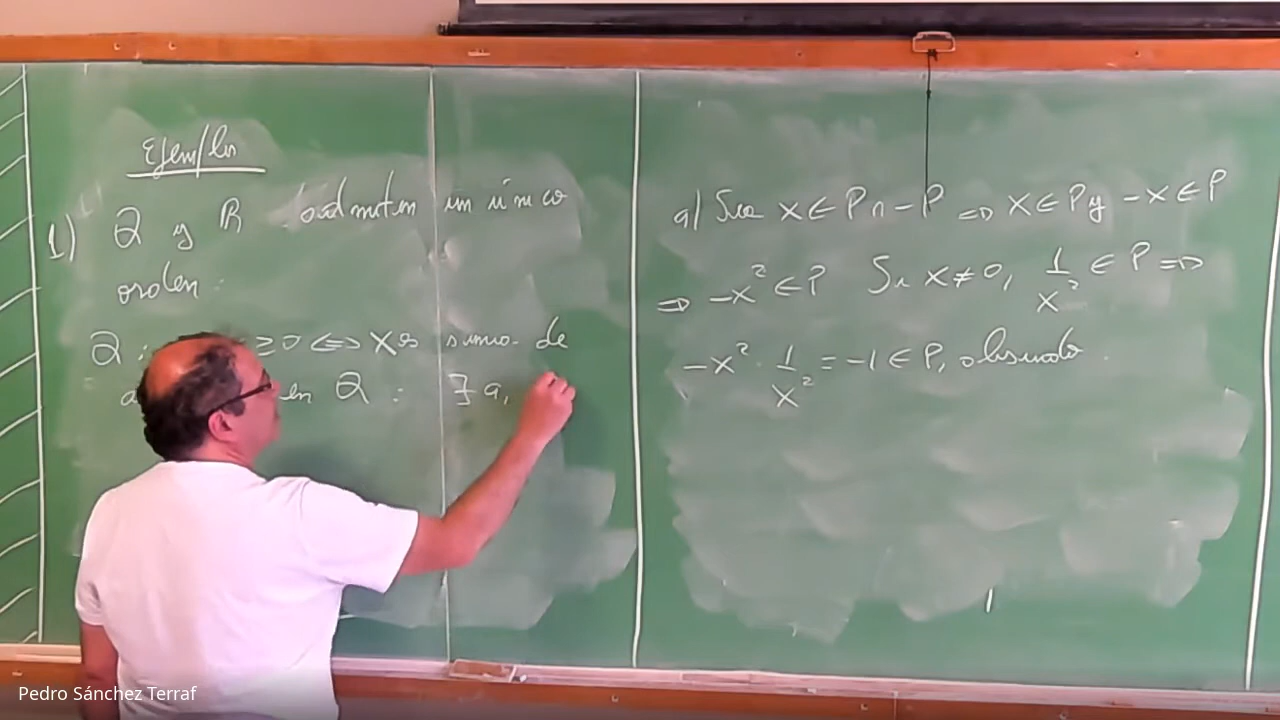 Ejemplos
1) Q y R admiten un único
orden.
Q: ≥0 ⇔ x es suma de
en Q : ∃ a,
a) Sea x ∈ P ∩ -P ⇒ x ∈ P y -x ∈ P
⇒ -x² ∈ P Si x ≠ 0, 1/x² ∈ P ⇒
-x² · 1/x² = -1 ∈ P, absurdo.
Pedro Sánchez Terraf